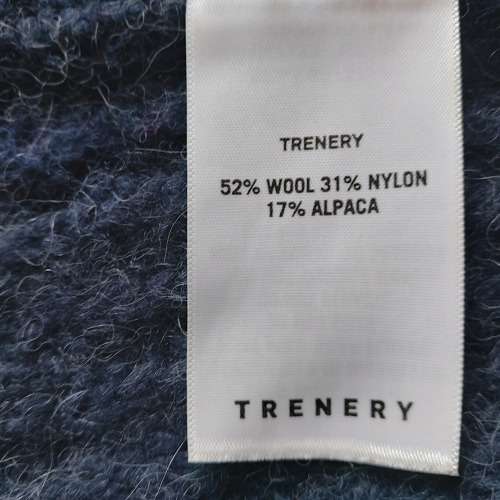 TRENERY
52% WOOL 31% NYLON
17% ALPACA
TRENERY